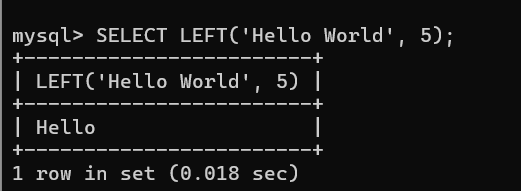 mysql> SELECT LEFT('Hello World', 5);
+------------------------+
| LEFT('Hello World', 5) |
+------------------------+
| Hello                  |
+------------------------+
1 row in set (0.018 sec)